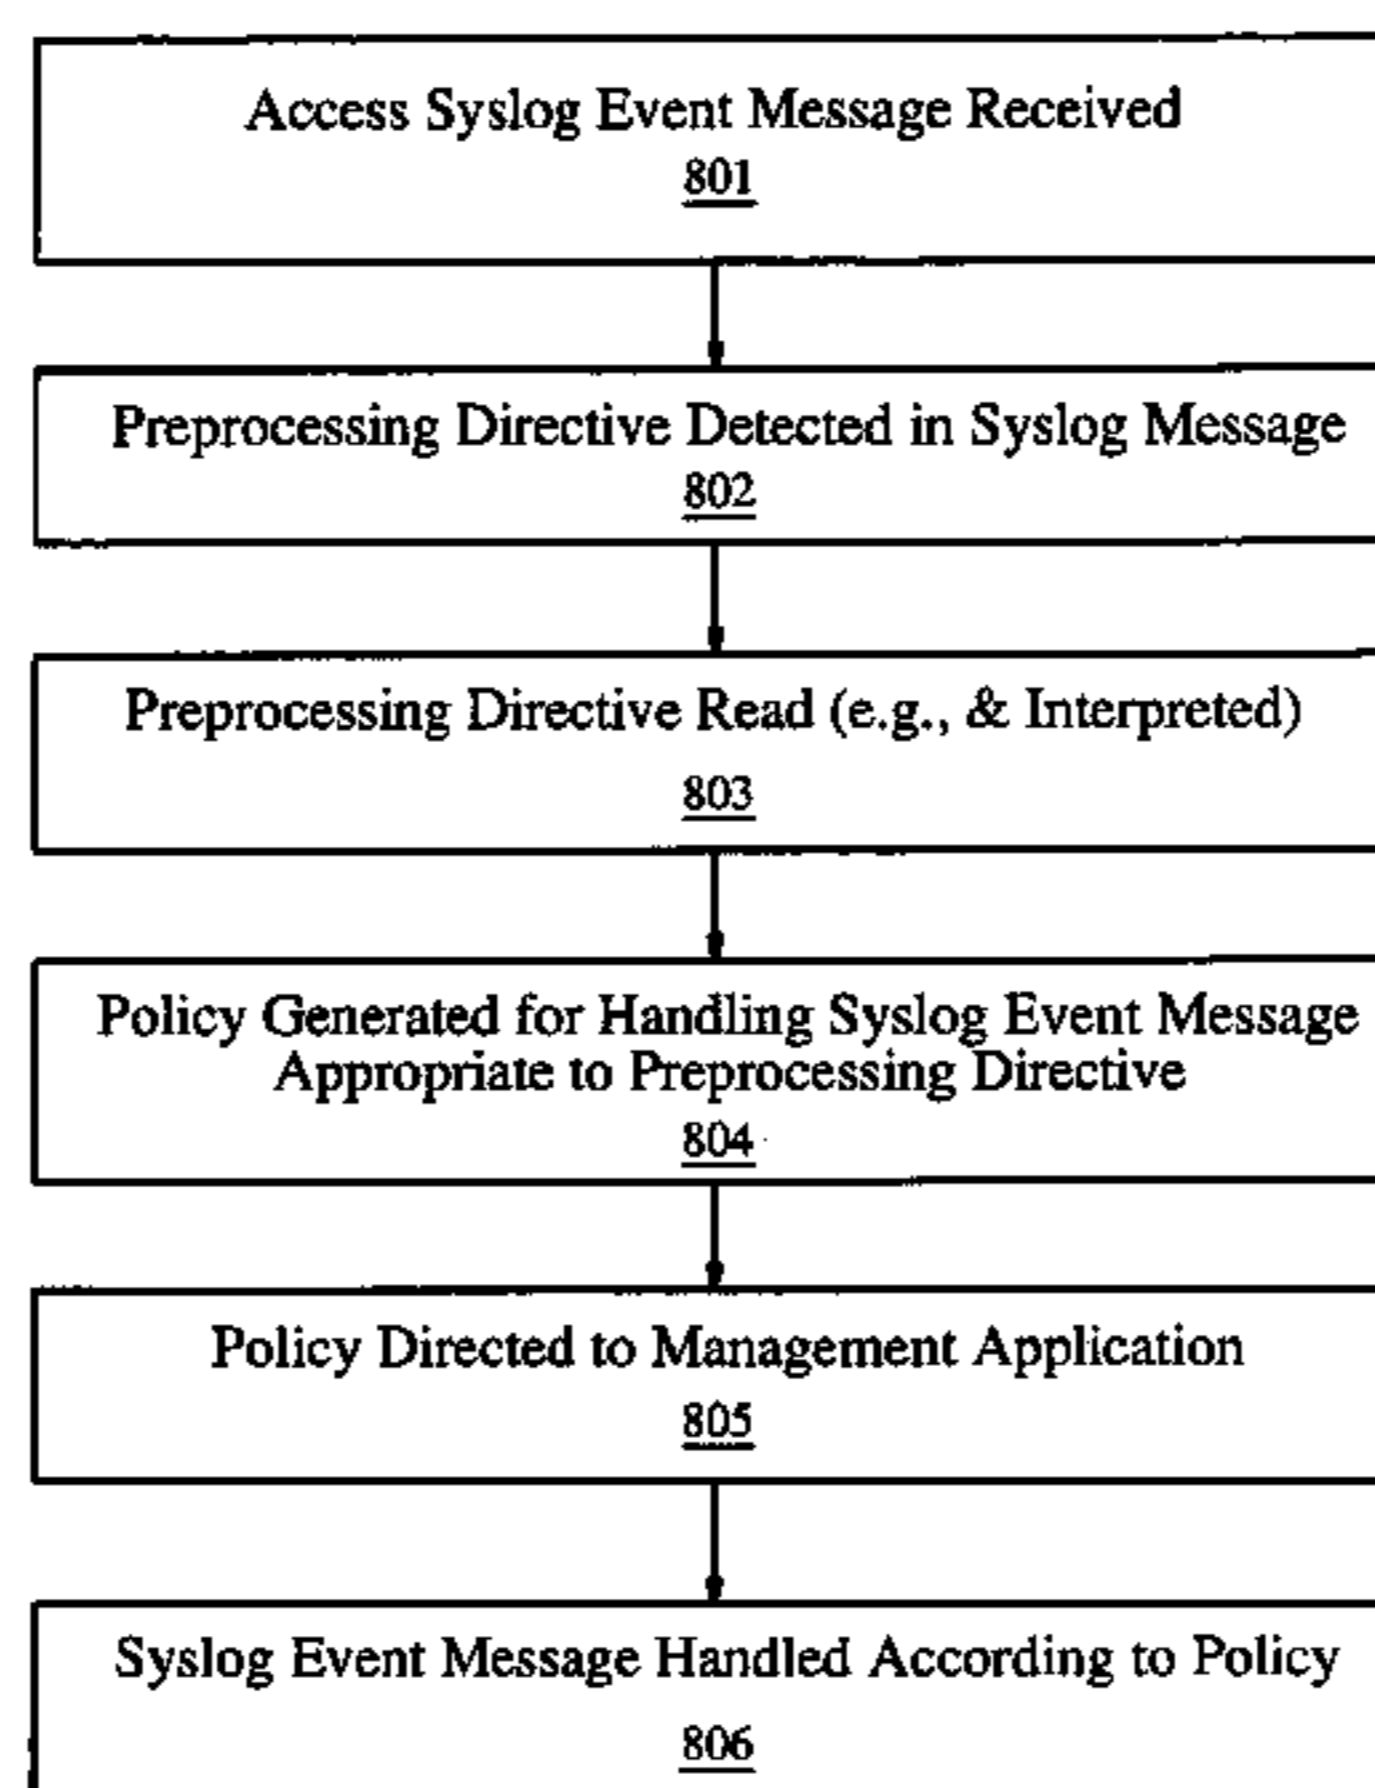 Access Syslog Event Message Received
801
Preprocessing Directive Detected in Syslog Message
802
Preprocessing Directive Read (e.g., & Interpreted)
803
Policy Generated for Handling Syslog Event Message
Appropriate to Preprocessing Directive
804
Policy Directed to Management Application
805
Syslog Event Message Handled According to Policy
806